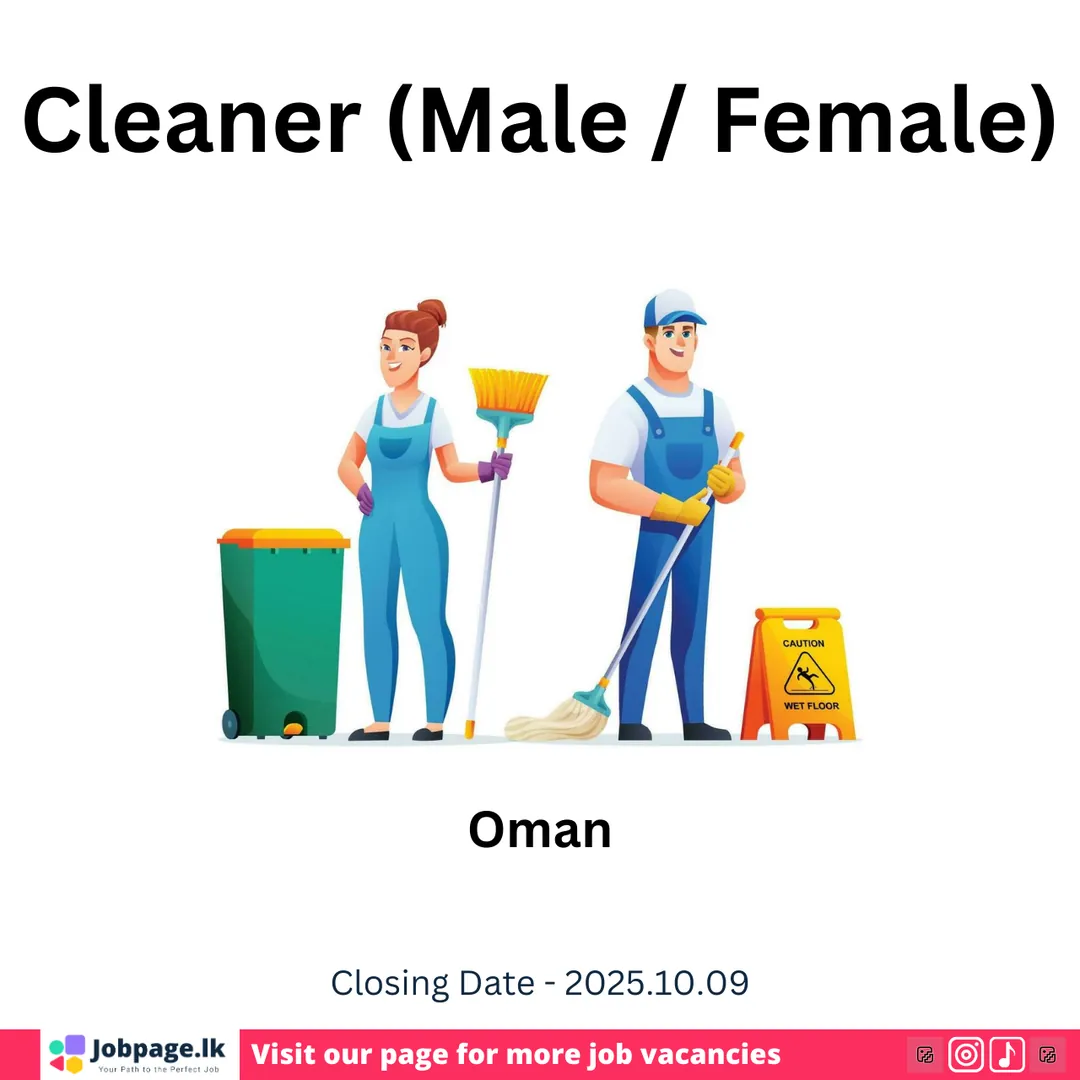 Cleaner (Male / Female)
CAUTION
WET FLOOR
Oman
Closing Date - 2025.10.09
Jobpage.lk
Your Path to the Perfect Job
Visit our page for more job vacancies